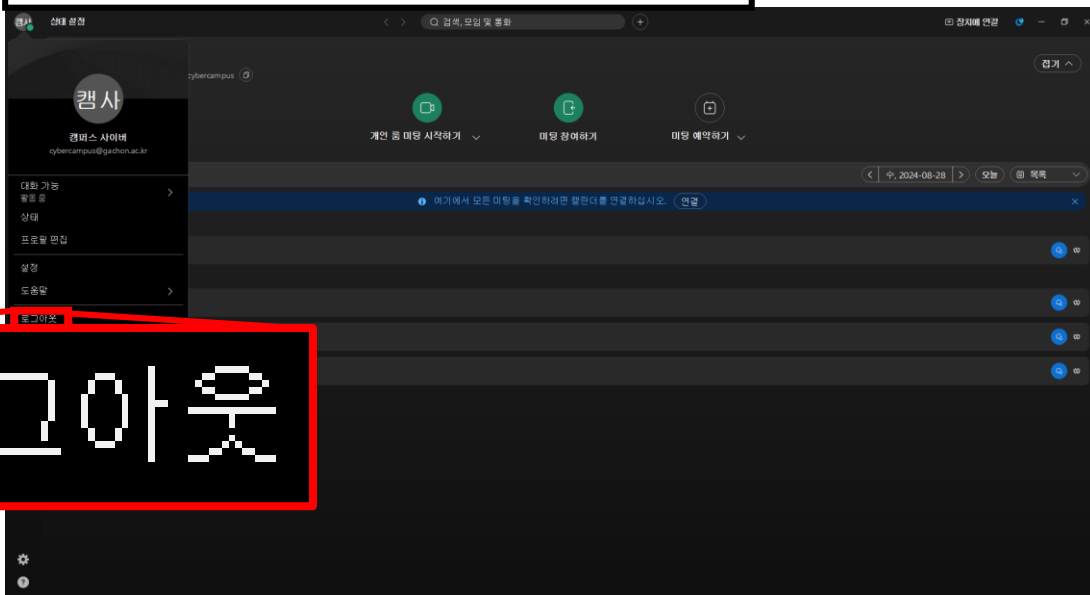 캠사
상태 설정
검색, 모임 및 통화
장치에 연결
접기
캠사
cybercampus
캠퍼스 사이버
cybercampus@gachon.ac.kr
개인 룸 미팅 시작하기
미팅 참여하기
미팅 예약하기
대화 가능
활동 중
수, 2024-08-28
오늘
목록
여기에서 모든 미팅을 확인하려면 캘린더를 연결하십시오.
연결
상태
프로필 편집
설정
도움말
로그아웃
그아웃